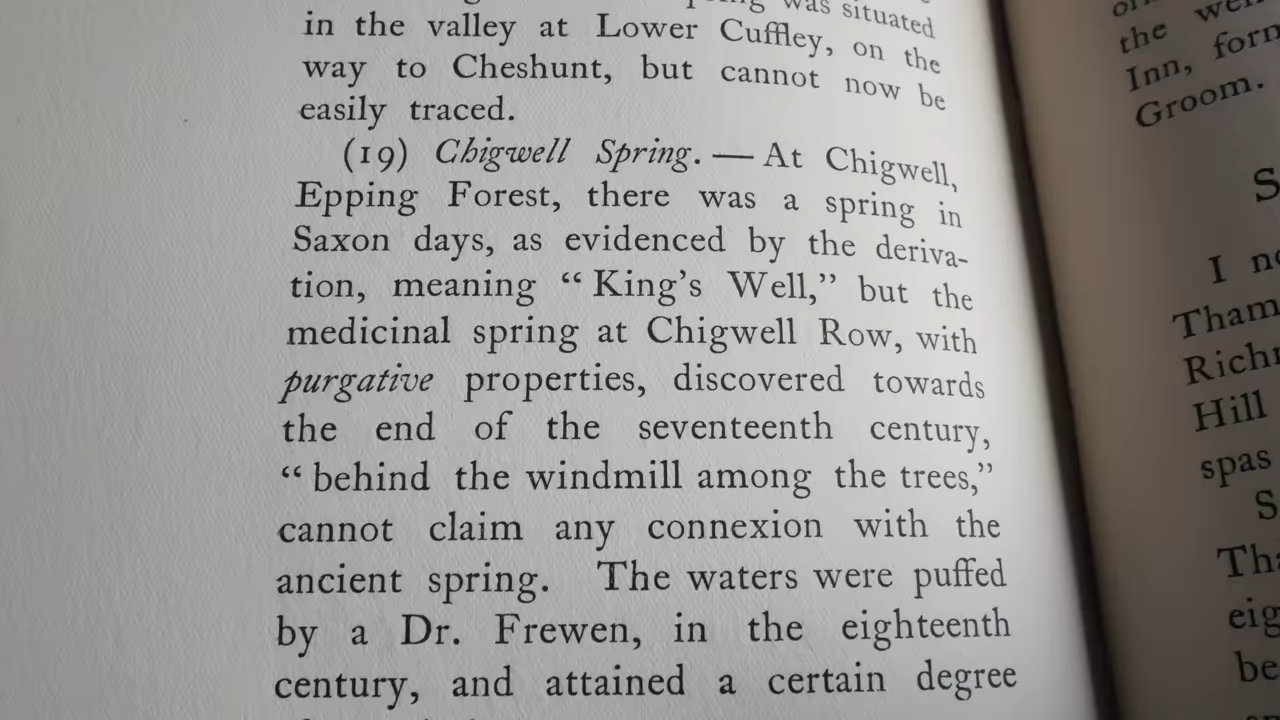 was situated
in the valley at Lower Cuffley, on the
way to Cheshunt, but cannot now be
easily traced.
(19) Chigwell Spring. — At Chigwell,
Epping Forest, there was a spring in
Saxon days, as evidenced by the deriva-
tion, meaning “ King’s Well,” but the
medicinal spring at Chigwell Row, with
purgative properties, discovered towards
the end of the seventeenth century,
“ behind the windmill among the trees,”
cannot claim any connexion with the
ancient spring. The waters were puffed
by a Dr. Frewen, in the eighteenth
century, and attained a certain degree
the
Inn,
Groom.
I
Hill
spas